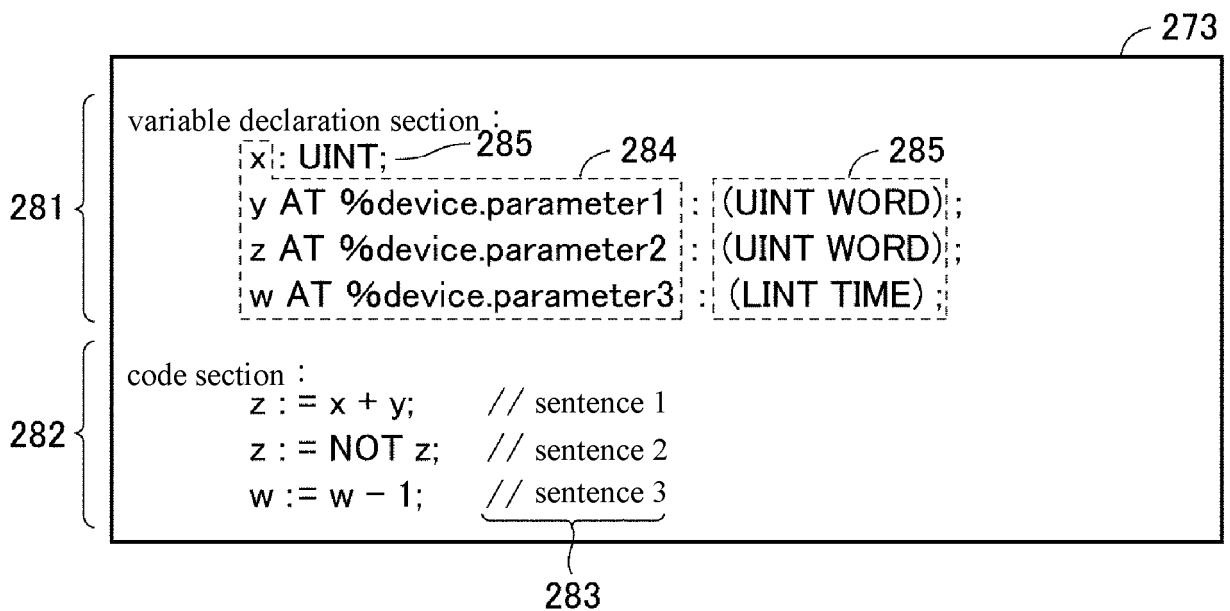 273
variable declaration section :
x : UINT; 285 284 285
281
y AT %device.parameter1 : (UINT WORD) ;
z AT %device.parameter2 : (UINT WORD) ;
w AT %device.parameter3 : (LINT TIME) ;
code section :
282
z : = x + y; // sentence 1
z : = NOT z; // sentence 2
w := w − 1; // sentence 3
283